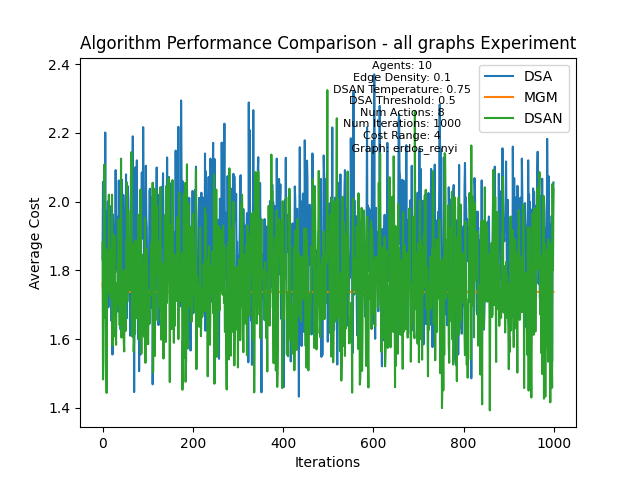 Algorithm Performance Comparison - all graphs Experiment
Agents: 10
Edge Density: 0.1
DSAN Temperature: 0.75
DSA Threshold: 0.5
Num Actions: 8
Num Iterations: 1000
Cost Range: 4
Graph: erdos_renyi
DSA
MGM
DSAN
2.4
2.2
2.0
1.8
1.6
1.4
Average Cost
0
200
400
600
800
1000
Iterations